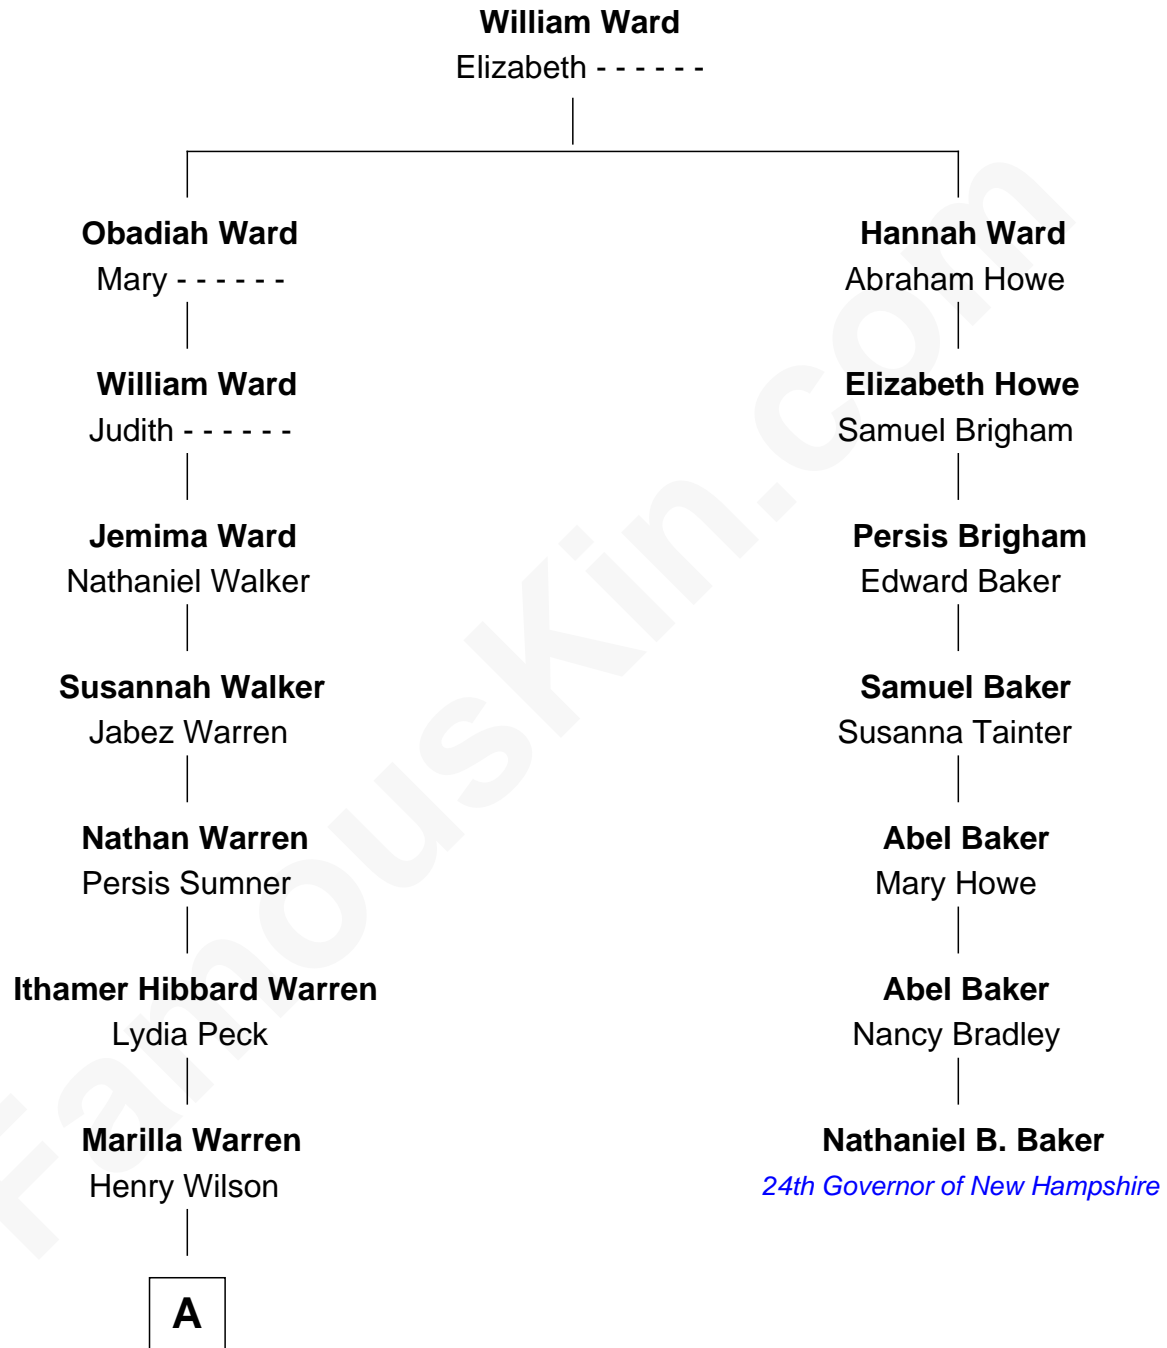 William Ward
Elizabeth - - - - - -
Obadiah Ward
Mary - - - - - -
Hannah Ward
Abraham Howe
William Ward
Judith - - - - - -
Elizabeth Howe
Samuel Brigham
Jemima Ward
Nathaniel Walker
Persis Brigham
Edward Baker
Susannah Walker
Jabez Warren
Samuel Baker
Susanna Tainter
Nathan Warren
Persis Sumner
Abel Baker
Mary Howe
Ithamer Hibbard Warren
Lydia Peck
Abel Baker
Nancy Bradley
Marilla Warren
Henry Wilson
Nathaniel B. Baker
24th Governor of New Hampshire
A
FamousKin.com